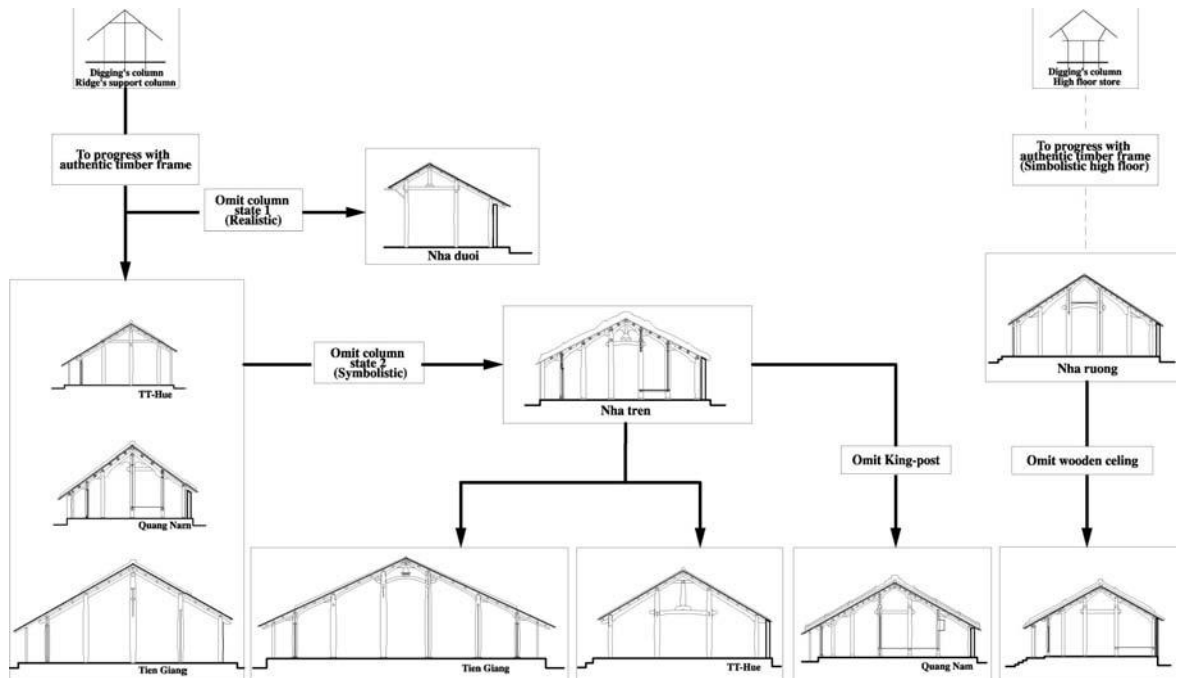 Digging's column
Ridge's support column
Digging's column
High floor store
To progress with
authentic timber frame
To progress with
authentic timber frame
(Simbolistic high floor)
Omit column
state 1
(Realistic)
Nha duoi
Omit column
state 2
(Symbolistic)
Nha tren
Nha ruong
TT-Hue
Omit King-post
Omit wooden celing
Quang Nam
Tien Giang
Tien Giang
TT-Hue
Quang Nam